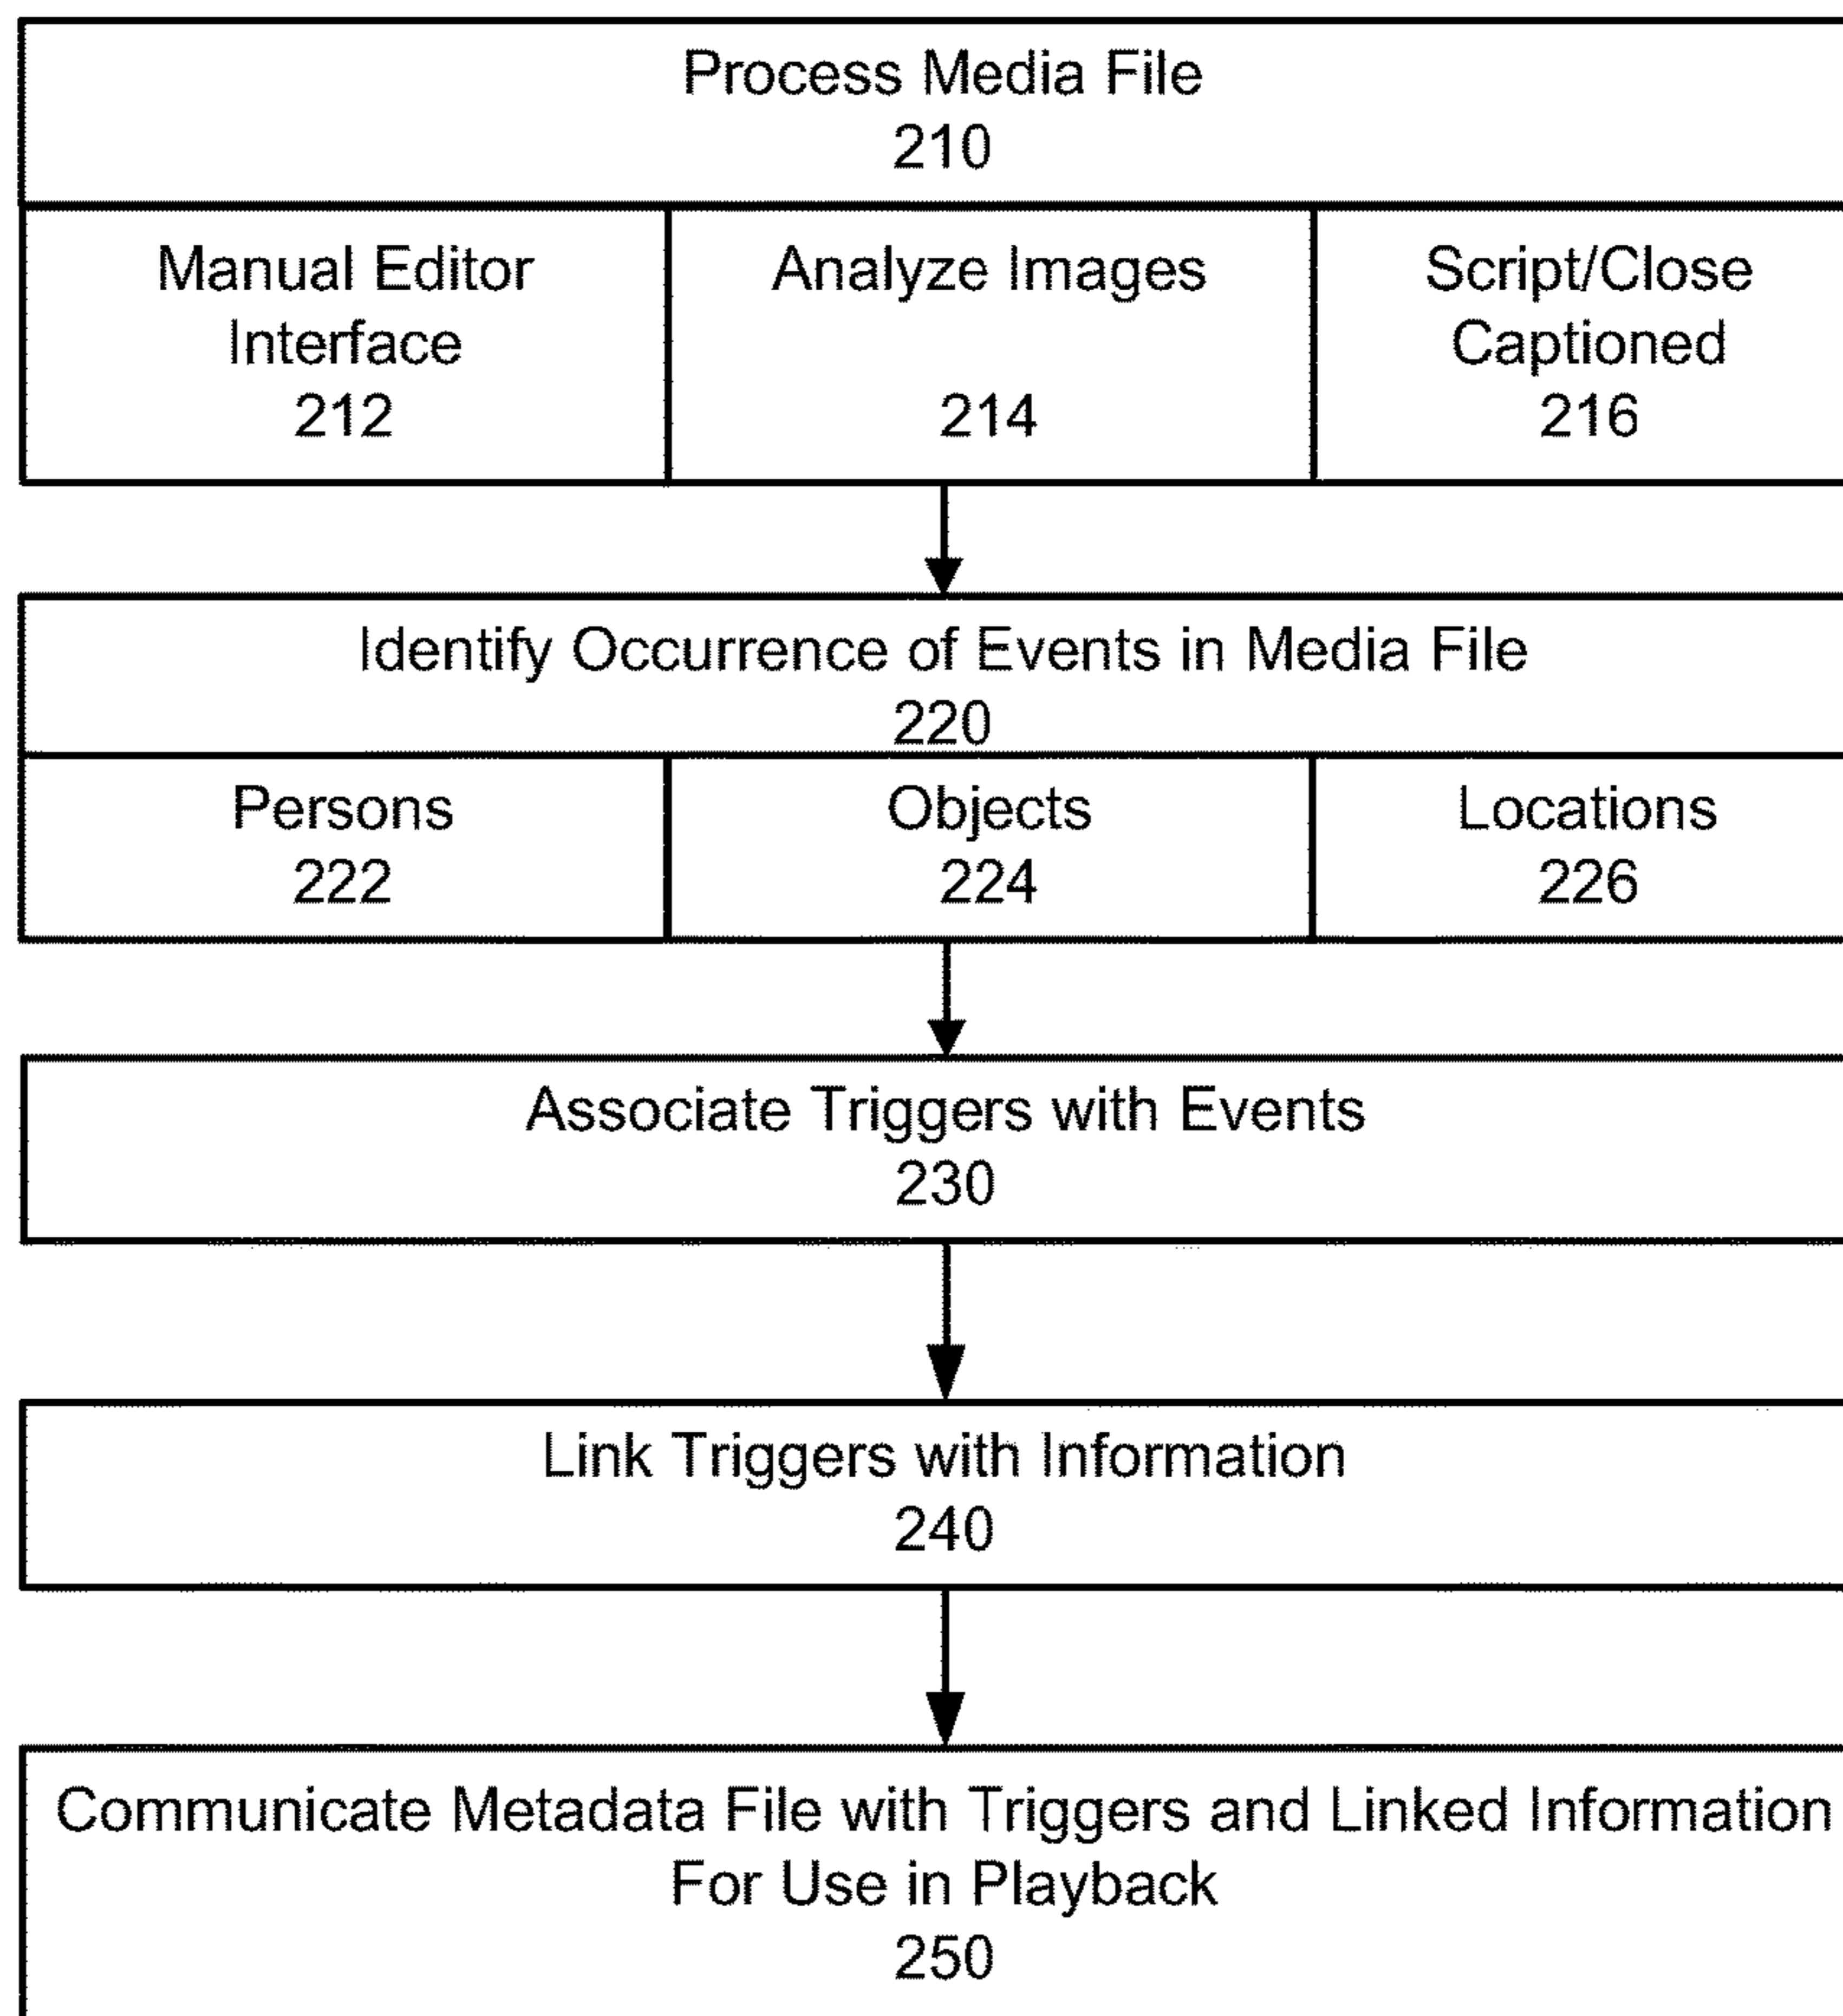 Process Media File
210
Manual Editor
Interface
212
Analyze Images
214
Script/Close
Captioned
216
Identify Occurrence of Events in Media File
220
Persons
222
Objects
224
Locations
226
Associate Triggers with Events
230
Link Triggers with Information
240
Communicate Metadata File with Triggers and Linked Information
For Use in Playback
250